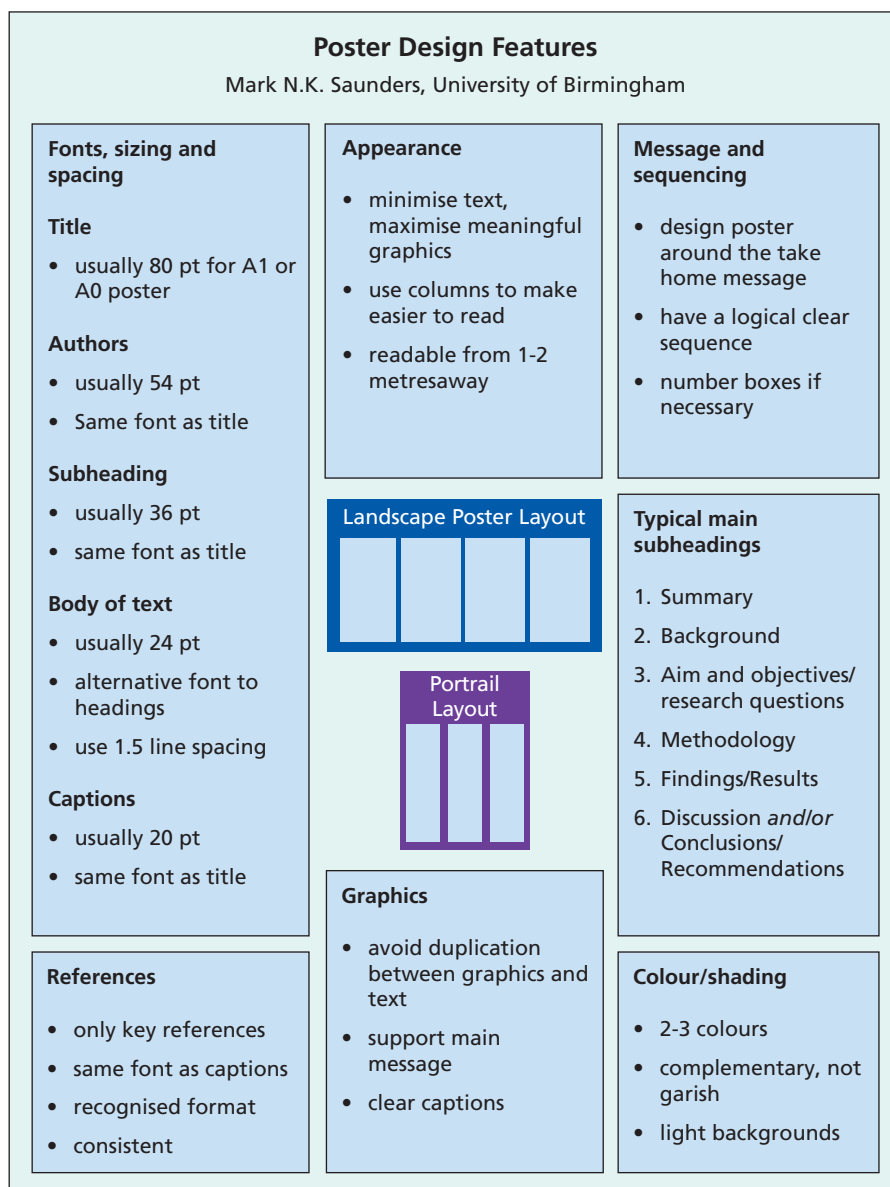 Poster Design Features
Mark N.K. Saunders, University of Birmingham
Fonts, sizing and
spacing
Title
• usually 80 pt for A1 or
A0 poster
Authors
• usually 54 pt
• Same font as title
Subheading
• usually 36 pt
• same font as title
Body of text
• usually 24 pt
• alternative font to
headings
• use 1.5 line spacing
Captions
• usually 20 pt
• same font as title
References
• only key references
• same font as captions
• recognised format
• consistent
Appearance
• minimise text,
maximise meaningful
graphics
• use columns to make
easier to read
• readable from 1-2
metresaway
Landscape Poster Layout
Portrail
Layout
Graphics
• avoid duplication
between graphics and
text
• support main
message
• clear captions
Message and
sequencing
• design poster
around the take
home message
• have a logical clear
sequence
• number boxes if
necessary
Typical main
subheadings
1. Summary
2. Background
3. Aim and objectives/
research questions
4. Methodology
5. Findings/Results
6. Discussion and/or
Conclusions/
Recommendations
Colour/shading
• 2-3 colours
• complementary, not
garish
• light backgrounds